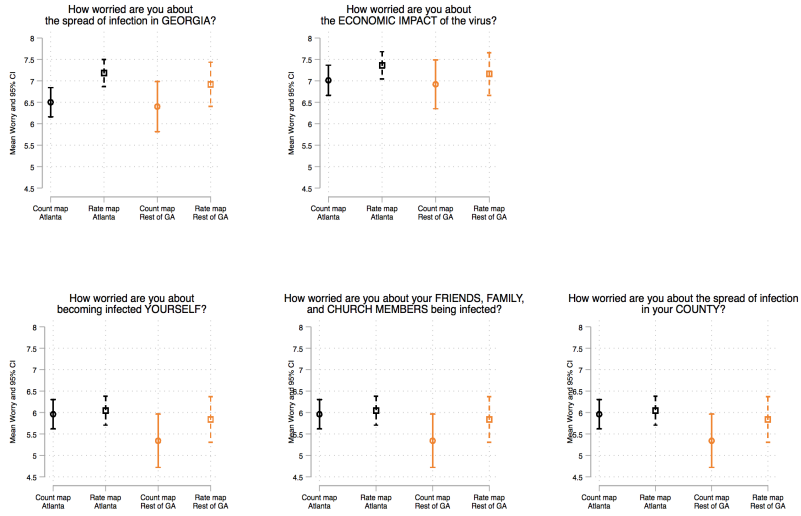 How worried are you about
the spread of infection in GEORGIA?
Mean Worry and 95% CI
8
7.5
7
6.5
6
5.5
5
4.5
Count map
Atlanta
Rate map
Atlanta
Count map
Rest of GA
Rate map
Rest of GA
How worried are you about
the ECONOMIC IMPACT of the virus?
Mean Worry and 95% CI
8
7.5
7
6.5
6
5.5
5
4.5
Count map
Atlanta
Rate map
Atlanta
Count map
Rest of GA
Rate map
Rest of GA
How worried are you about
becoming infected YOURSELF?
Mean Worry and 95% CI
8
7.5
7
6.5
6
5.5
5
4.5
Count map
Atlanta
Rate map
Atlanta
Count map
Rest of GA
Rate map
Rest of GA
How worried are you about your FRIENDS, FAMILY,
and CHURCH MEMBERS being infected?
Mean Worry and 95% CI
8
7.5
7
6.5
6
5.5
5
4.5
Count map
Atlanta
Rate map
Atlanta
Count map
Rest of GA
Rate map
Rest of GA
How worried are you about the spread of infection
in your COUNTY?
Mean Worry and 95% CI
8
7.5
7
6.5
6
5.5
5
4.5
Count map
Atlanta
Rate map
Atlanta
Count map
Rest of GA
Rate map
Rest of GA